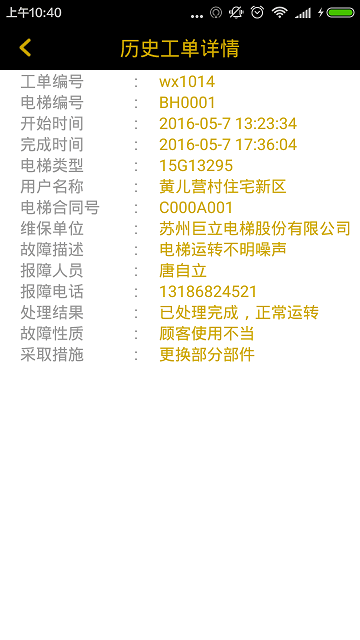 上午10:40
历史工单详情
工单编号 : wx1014
电梯编号 : BH0001
开始时间 : 2016-05-7 13:23:34
完成时间 : 2016-05-7 17:36:04
电梯类型 : 15G13295
用户名称 : 黄儿营村住宅新区
电梯合同号 : C000A001
维保单位 : 苏州巨立电梯股份有限公司
故障描述 : 电梯运转不明噪声
报障人员 : 唐自立
报障电话 : 13186824521
处理结果 : 已处理完成，正常运转
故障性质 : 顾客使用不当
采取措施 : 更换部分部件